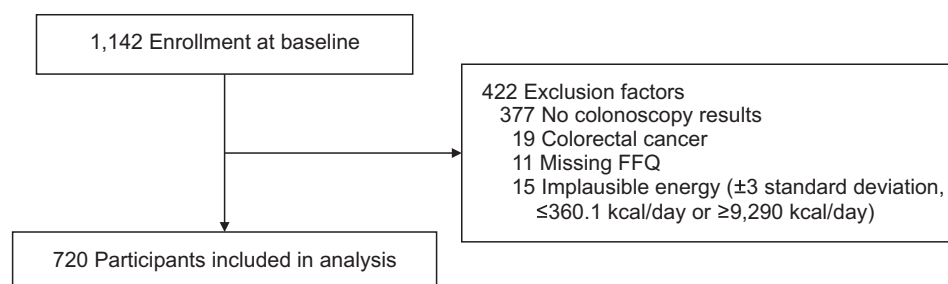 1,142 Enrollment at baseline
422 Exclusion factors
377 No colonoscopy results
19 Colorectal cancer
11 Missing FFQ
15 Implausible energy (±3 standard deviation,
≤360.1 kcal/day or ≥9,290 kcal/day)
720 Participants included in analysis